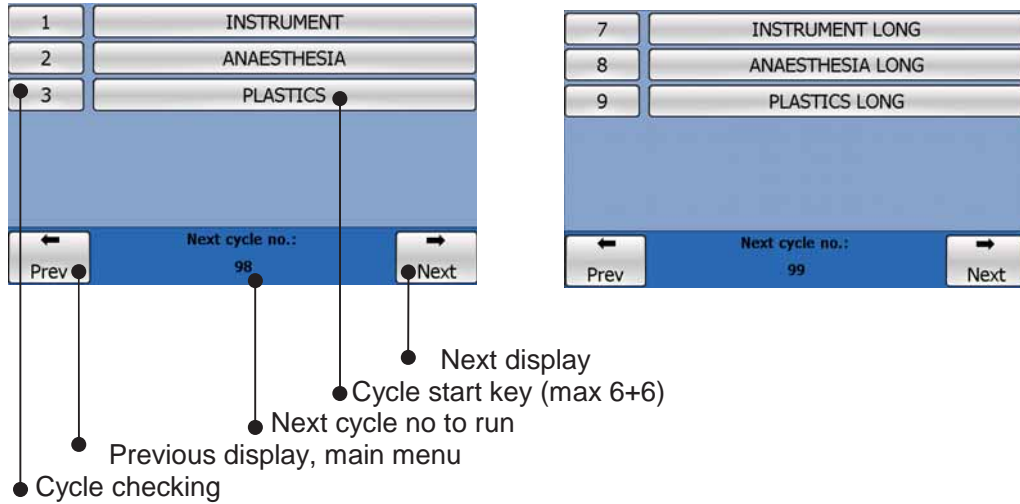 1 INSTRUMENT
2 ANAESTHESIA
3 PLASTICS
Next cycle no.:
Prev 98 Next
7 INSTRUMENT LONG
8 ANAESTHESIA LONG
9 PLASTICS LONG
Next cycle no.:
Prev 99 Next
Next display
Cycle start key (max 6+6)
Next cycle no to run
Previous display, main menu
Cycle checking